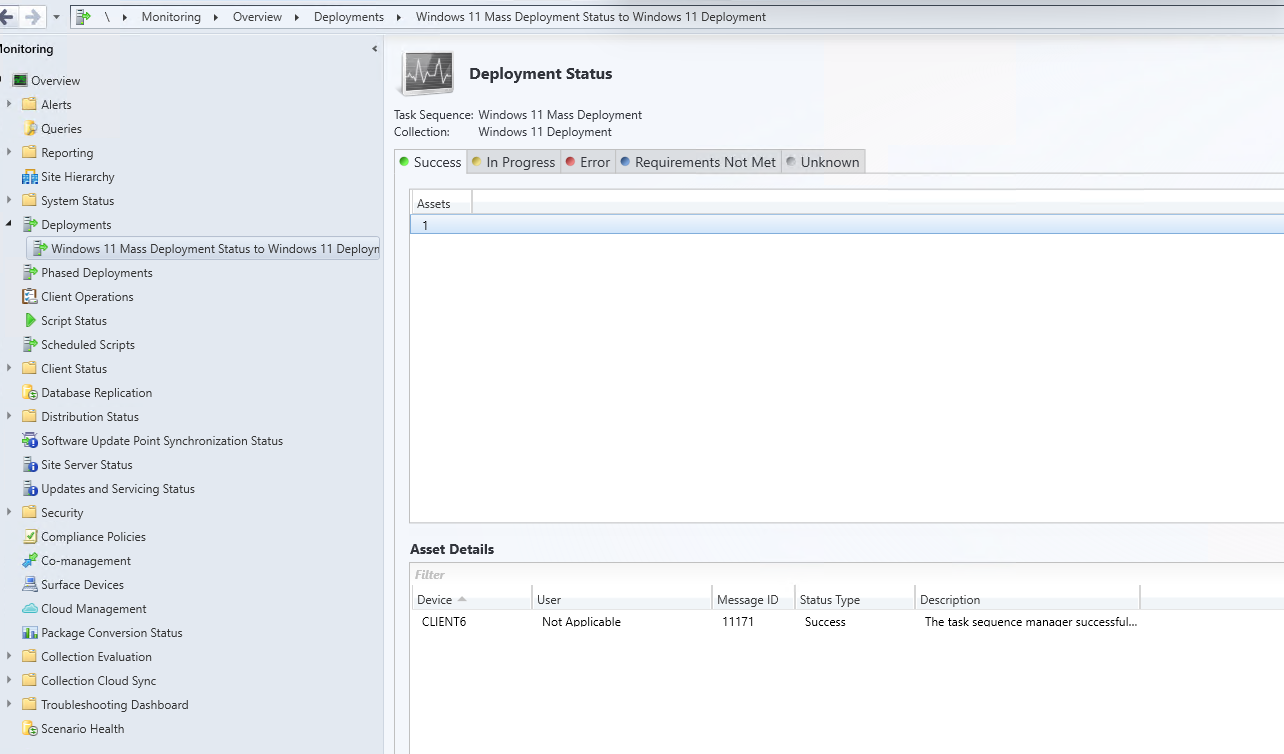 \ Monitoring Overview Deployments Windows 11 Mass Deployment Status to Windows 11 Deployment
Overview
Alerts
Queries
Reporting
Site Hierarchy
System Status
Deployments
Windows 11 Mass Deployment Status to Windows 11 Deploym
Phased Deployments
Client Operations
Script Status
Scheduled Scripts
Client Status
Database Replication
Distribution Status
Software Update Point Synchronization Status
Site Server Status
Updates and Servicing Status
Security
Compliance Policies
Co-management
Surface Devices
Cloud Management
Package Conversion Status
Collection Evaluation
Collection Cloud Sync
Troubleshooting Dashboard
Scenario Health
Deployment Status
Task Sequence: Windows 11 Mass Deployment
Collection: Windows 11 Deployment
Success In Progress Error Requirements Not Met Unknown
Assets
1
Asset Details
Filter
Device User Message ID Status Type Description
CLIENT6 Not Applicable 11171 Success The task sequence manager successful...